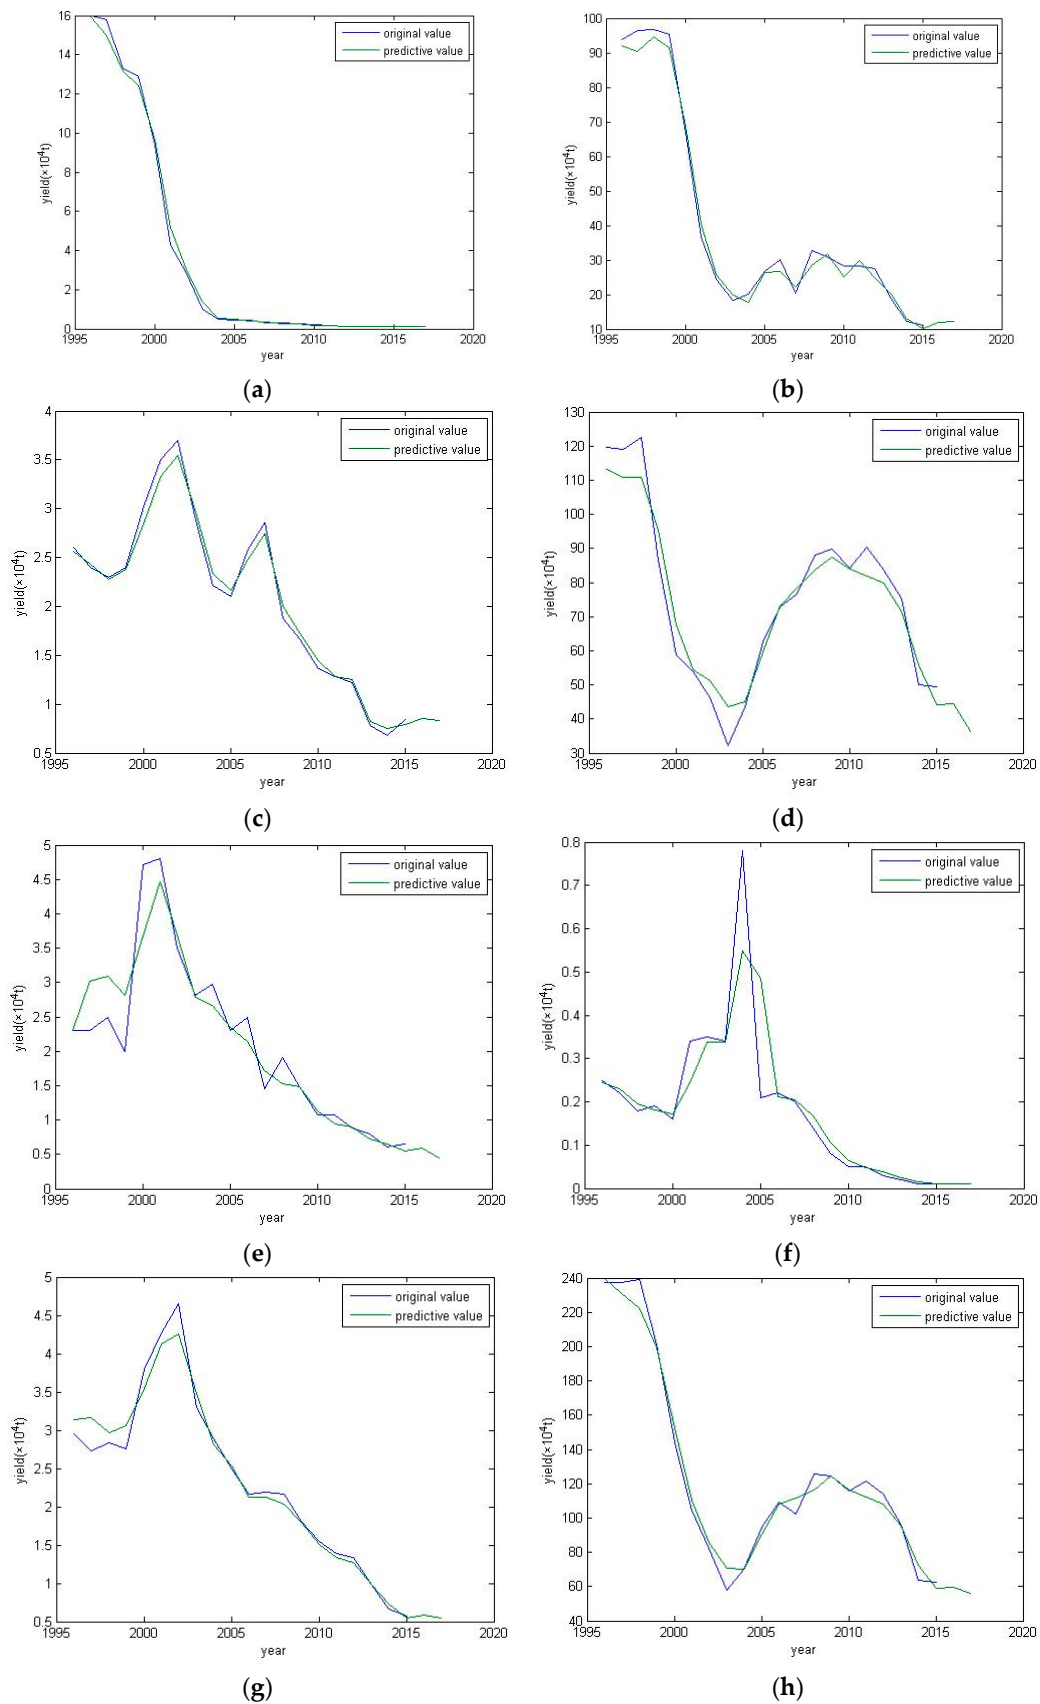 16
14
12
10
8
6
4
2
0
yield(×10⁴t)
original value
predictive value
1995 2000 2005 2010 2015 2020
year
(a)
100
90
80
70
60
50
40
30
20
10
yield(×10⁴t)
original value
predictive value
1995 2000 2005 2010 2015 2020
year
(b)
4
3.5
3
2.5
2
1.5
1
0.5
yield(×10⁴t)
original value
predictive value
1995 2000 2005 2010 2015 2020
year
(c)
130
120
110
100
90
80
70
60
50
40
30
yield(×10⁴t)
original value
predictive value
1995 2000 2005 2010 2015 2020
year
(d)
5
4.5
4
3.5
3
2.5
2
1.5
1
0.5
0
yield(×10⁴t)
original value
predictive value
1995 2000 2005 2010 2015 2020
year
(e)
0.8
0.7
0.6
0.5
0.4
0.3
0.2
0.1
0
yield(×10⁴t)
original value
predictive value
1995 2000 2005 2010 2015 2020
year
(f)
5
4.5
4
3.5
3
2.5
2
1.5
1
0.5
yield(×10⁴t)
original value
predictive value
1995 2000 2005 2010 2015 2020
year
(g)
240
220
200
180
160
140
120
100
80
60
40
yield(×10⁴t)
original value
predictive value
1995 2000 2005 2010 2015 2020
year
(h)